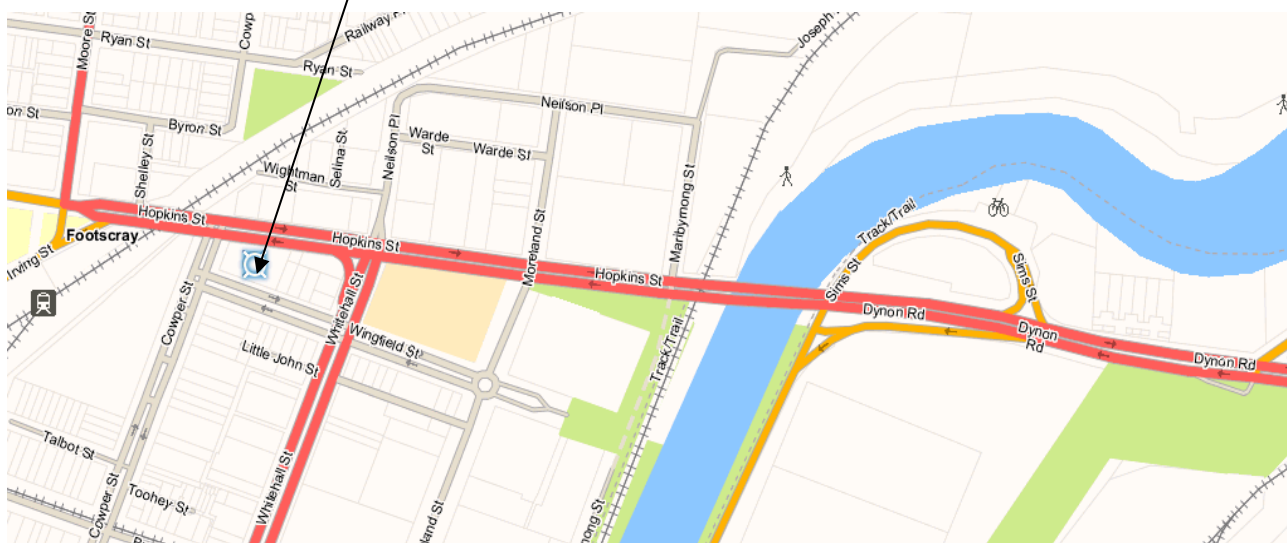 Moore St
Cowp
Railway
Joseph
Ryan St
Ryan St
Neilson Pl
on St
Byron St
Neilson Pl
Warde St
Warde St
Shelley St
Selina St
Wightman St
Maribyrnong St
Moreland St
Hopkins St
Hopkins St
Hopkins St
Footscray
Irving St
Track/Trail
Sims St
Sims St
Dynon Rd
Dynon Rd
Dynon Rd
Cowper St
Whitehall St
Wingfield St
Little John St
Track/Trail
Talbot St
Toohey St
Cowper St
Whitehall St
land St
nong St